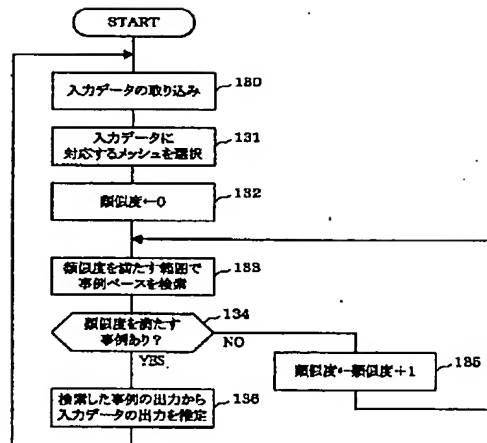 START
入力データの取り込み
130
入力データに
対応するメッシュを選択
131
類似度←0
132
類似度を満たす範囲で
事例ベースを検索
133
類似度を満たす
事例あり?
134
NO
YES
類似度←類似度+1
135
検索した事例の出力から
入力データの出力を推定
136